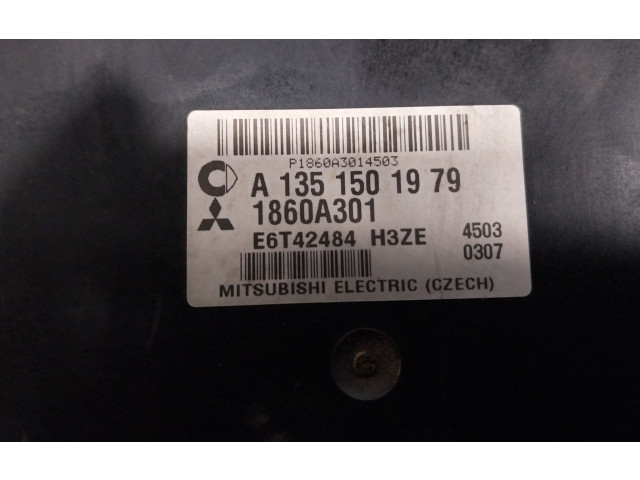 P1860A3014503
A 135 150 19 79
1860A301
E6T42484 H3ZE 4503
0307
MITSUBISHI ELECTRIC (CZECH)